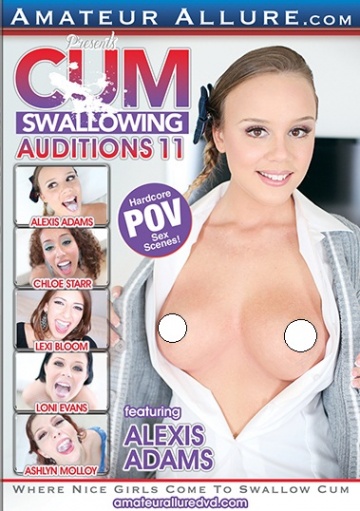 AMATEUR ALLURE.COM
Presents
CUM
SWALLOWING
AUDITIONS 11
Hardcore
POV
Sex
Scenes!
ALEXIS ADAMS
CHLOE STARR
LEXI BLOOM
LONI EVANS
ASHLYN MOLLOY
featuring
ALEXIS
ADAMS
WHERE NICE GIRLS COME TO SWALLOW CUM
amateuralluredvd.com